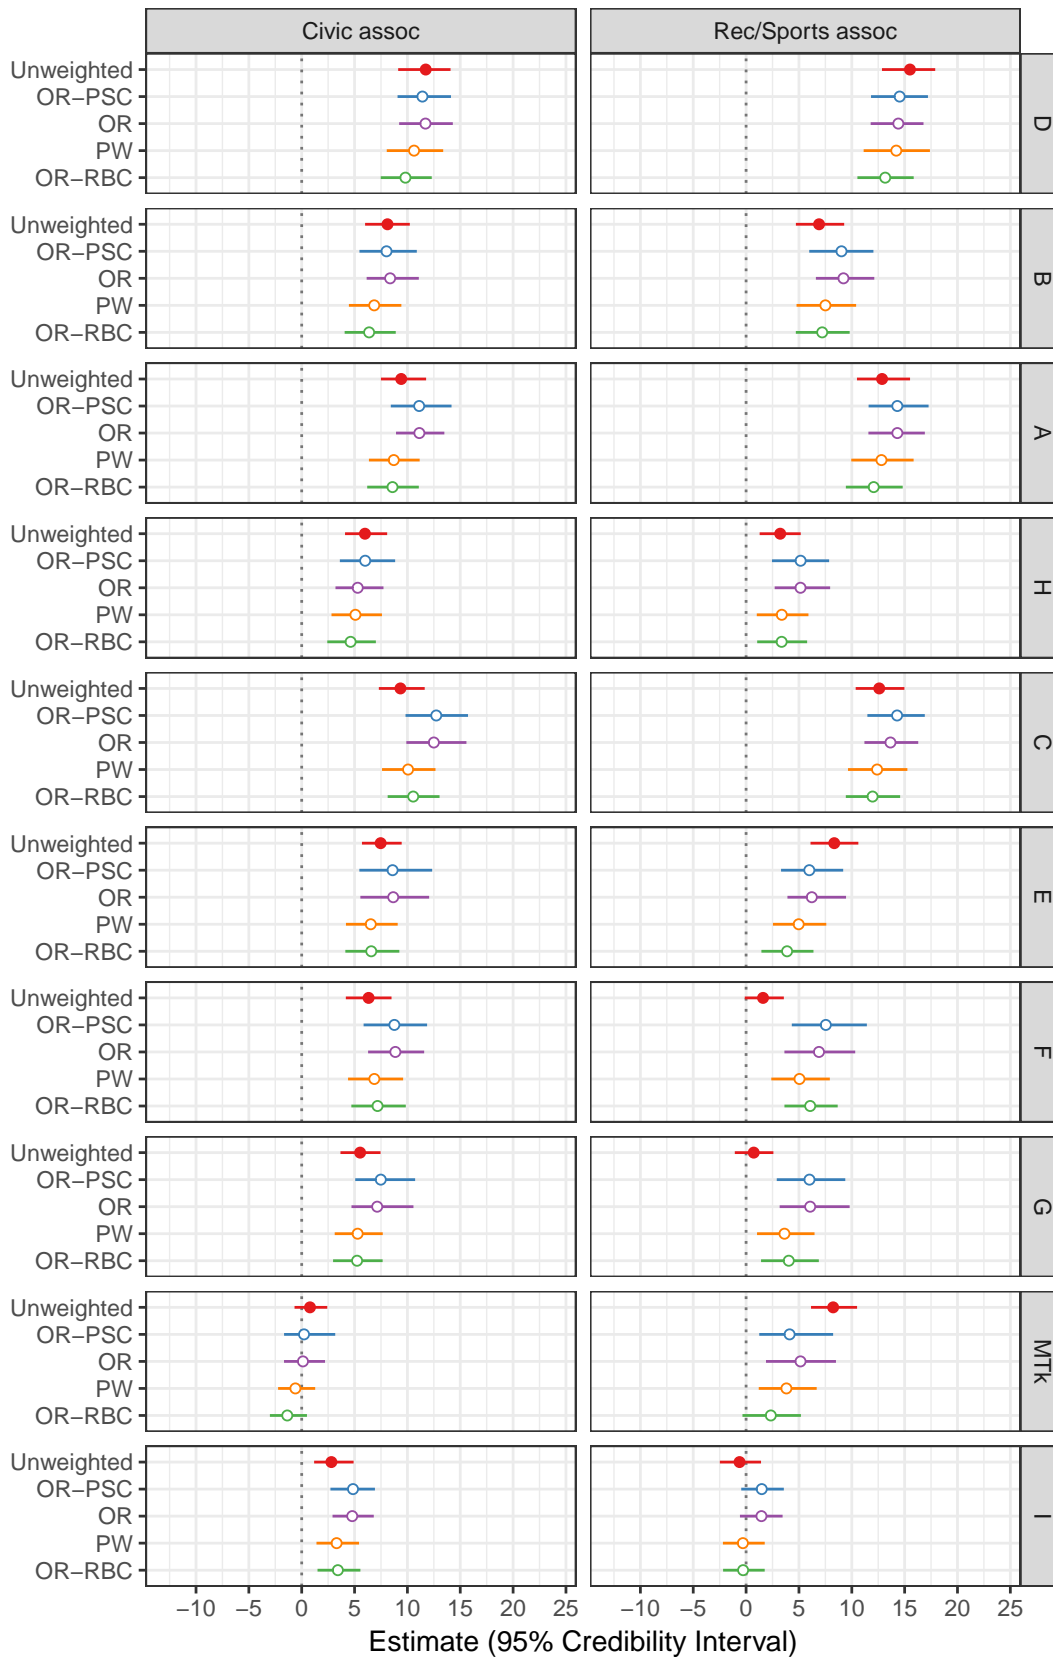 Civic assoc
Rec/Sports assoc
Unweighted
OR−PSC
OR
PW
OR−RBC
D
Unweighted
OR−PSC
OR
PW
OR−RBC
B
Unweighted
OR−PSC
OR
PW
OR−RBC
A
Unweighted
OR−PSC
OR
PW
OR−RBC
H
Unweighted
OR−PSC
OR
PW
OR−RBC
C
Unweighted
OR−PSC
OR
PW
OR−RBC
E
Unweighted
OR−PSC
OR
PW
OR−RBC
F
Unweighted
OR−PSC
OR
PW
OR−RBC
G
Unweighted
OR−PSC
OR
PW
OR−RBC
MTk
Unweighted
OR−PSC
OR
PW
OR−RBC
I
−10 −5 0 5 10 15 20 25
−10 −5 0 5 10 15 20 25
Estimate (95% Credibility Interval)